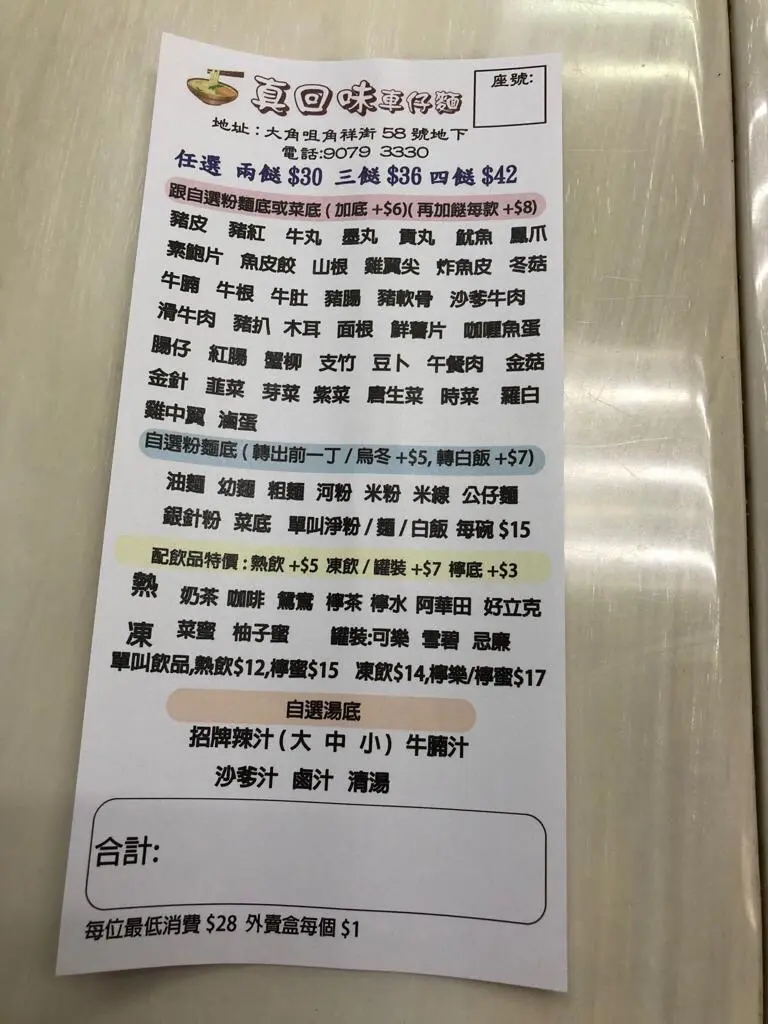 真回味車仔麵
座號:
地址：大角咀角祥街 58 號地下
電話:9079 3330
任選 兩餸 $30 三餸 $36 四餸 $42
跟自選粉麵底或菜底 ( 加底 +$6)( 再加餸每款 +$8)
豬皮 豬紅 牛丸 墨丸 貢丸 魷魚 鳳爪
素鮑片 魚皮餃 山根 雞翼尖 炸魚皮 冬菇
牛腩 牛根 牛肚 豬腸 豬軟骨 沙爹牛肉
滑牛肉 豬扒 木耳 面根 鮮薯片 咖喱魚蛋
腸仔 紅腸 蟹柳 支竹 豆卜 午餐肉 金菇
金針 韮菜 芽菜 紫菜 唐生菜 時菜 羅白
雞中翼 滷蛋
自選粉麵底 ( 轉出前一丁 / 烏冬 +$5, 轉白飯 +$7)
油麵 幼麵 粗麵 河粉 米粉 米線 公仔麵
銀針粉 菜底 單叫淨粉 / 麵 / 白飯 每碗 $15
配飲品特價 : 熱飲 +$5 凍飲 / 罐裝 +$7 檸底 +$3
熱 奶茶 咖啡 鴛鴦 檸茶 檸水 阿華田 好立克
凍 菜蜜 柚子蜜 罐裝:可樂 雪碧 忌廉
單叫飲品,熱飲$12,檸蜜$15 凍飲$14,檸樂/檸蜜$17
自選湯底
招牌辣汁 ( 大 中 小 ) 牛腩汁
沙爹汁 鹵汁 清湯
合計:
每位最低消費 $28 外賣盒每個 $1